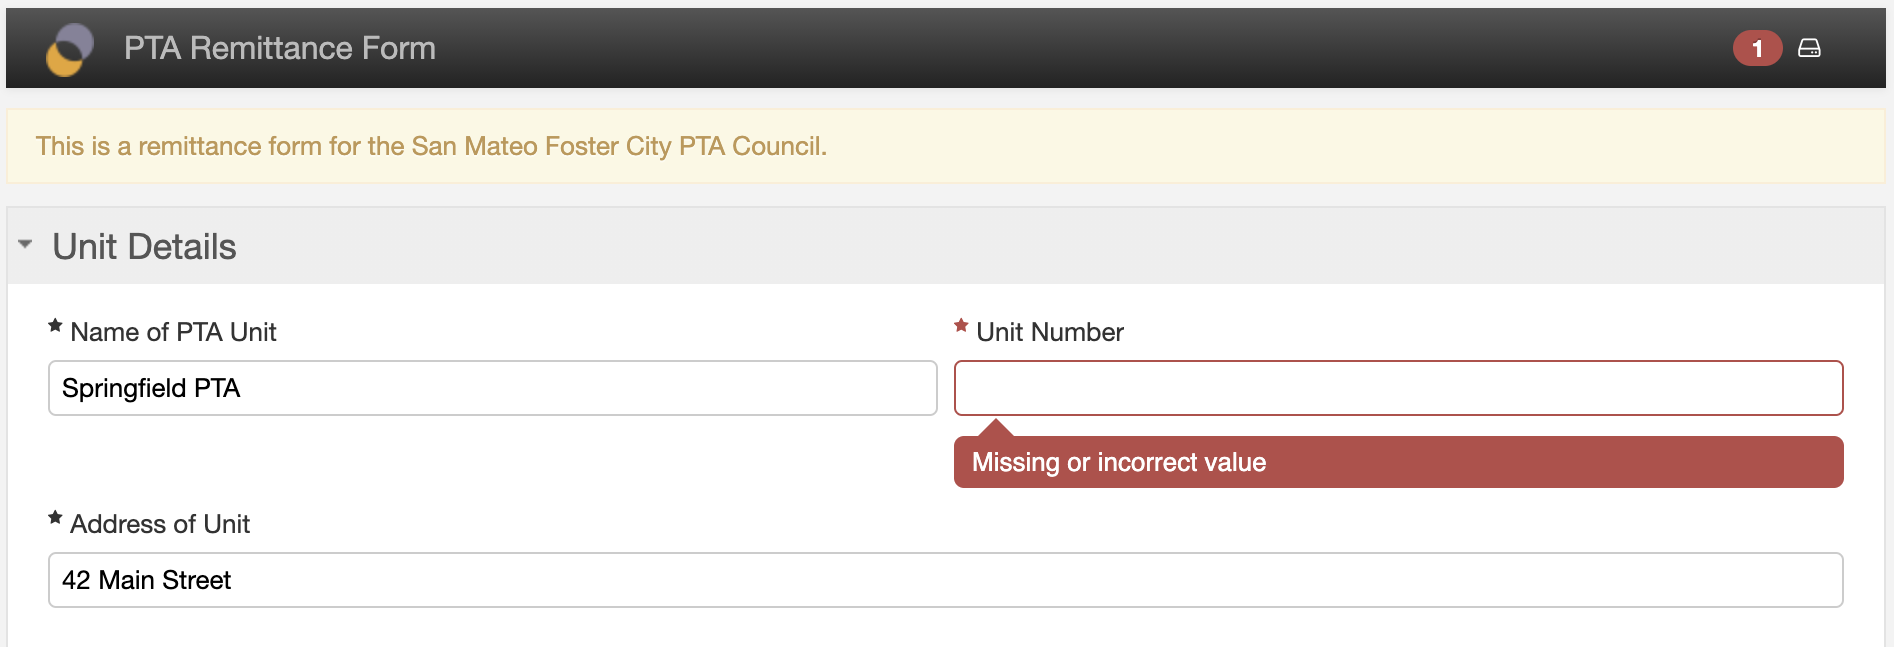 PTA Remittance Form
1
This is a remittance form for the San Mateo Foster City PTA Council.
Unit Details
Name of PTA Unit
Springfield PTA
Unit Number
Missing or incorrect value
Address of Unit
42 Main Street